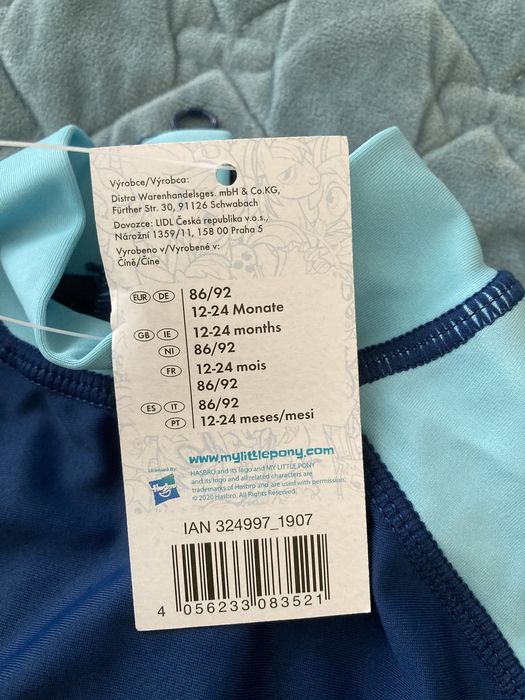 Výrobce/Výrobca:
Distra Warenhandelsges. mbH & Co.KG,
Fürther Str. 30, 91126 Schwabach
Dovozce: LIDL Česká republika v.o.s.,
Nárožní 1359/11, 158 00 Praha 5
Vyrobeno v/Vyrobené v:
Číně/Číne
EUR DE 86/92
12-24 Monate
GB IE 12-24 months
NI 86/92
FR 12-24 mois
86/92
ES IT 86/92
PT 12-24 meses/mesi
www.mylittlepony.com
Licensed By:
Hasbro
HASBRO and its logo and MY LITTLE PONY
and its logo and all related characters are
trademarks of Hasbro and are used with permission.
© 2020 Hasbro. All Rights Reserved.
IAN 324997_1907
4 056233 083521